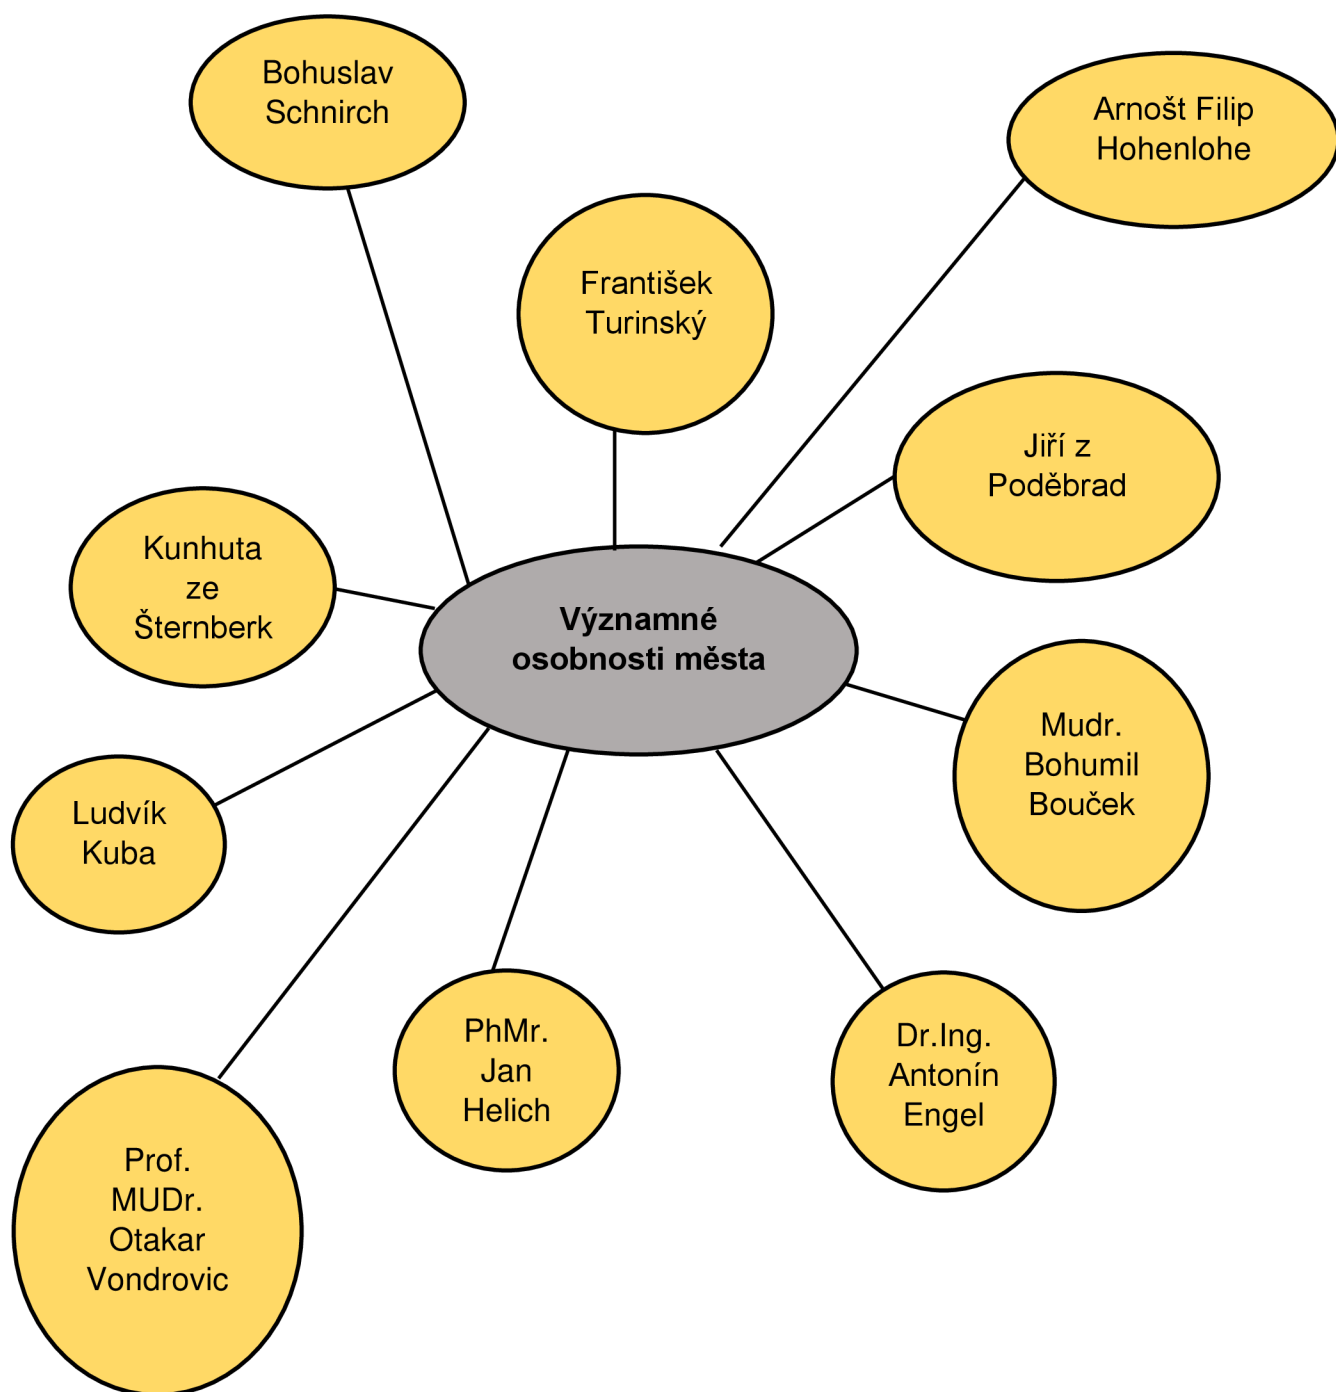 Bohuslav
Schnirch
Arnošt Filip
Hohenlohe
František
Turinský
Jiří z
Poděbrad
Kunhuta
ze
Šternberk
Významné
osobnosti města
Mudr.
Bohumil
Bouček
Ludvík
Kuba
PhMr.
Jan
Helich
Dr.Ing.
Antonín
Engel
Prof.
MUDr.
Otakar
Vondrovic